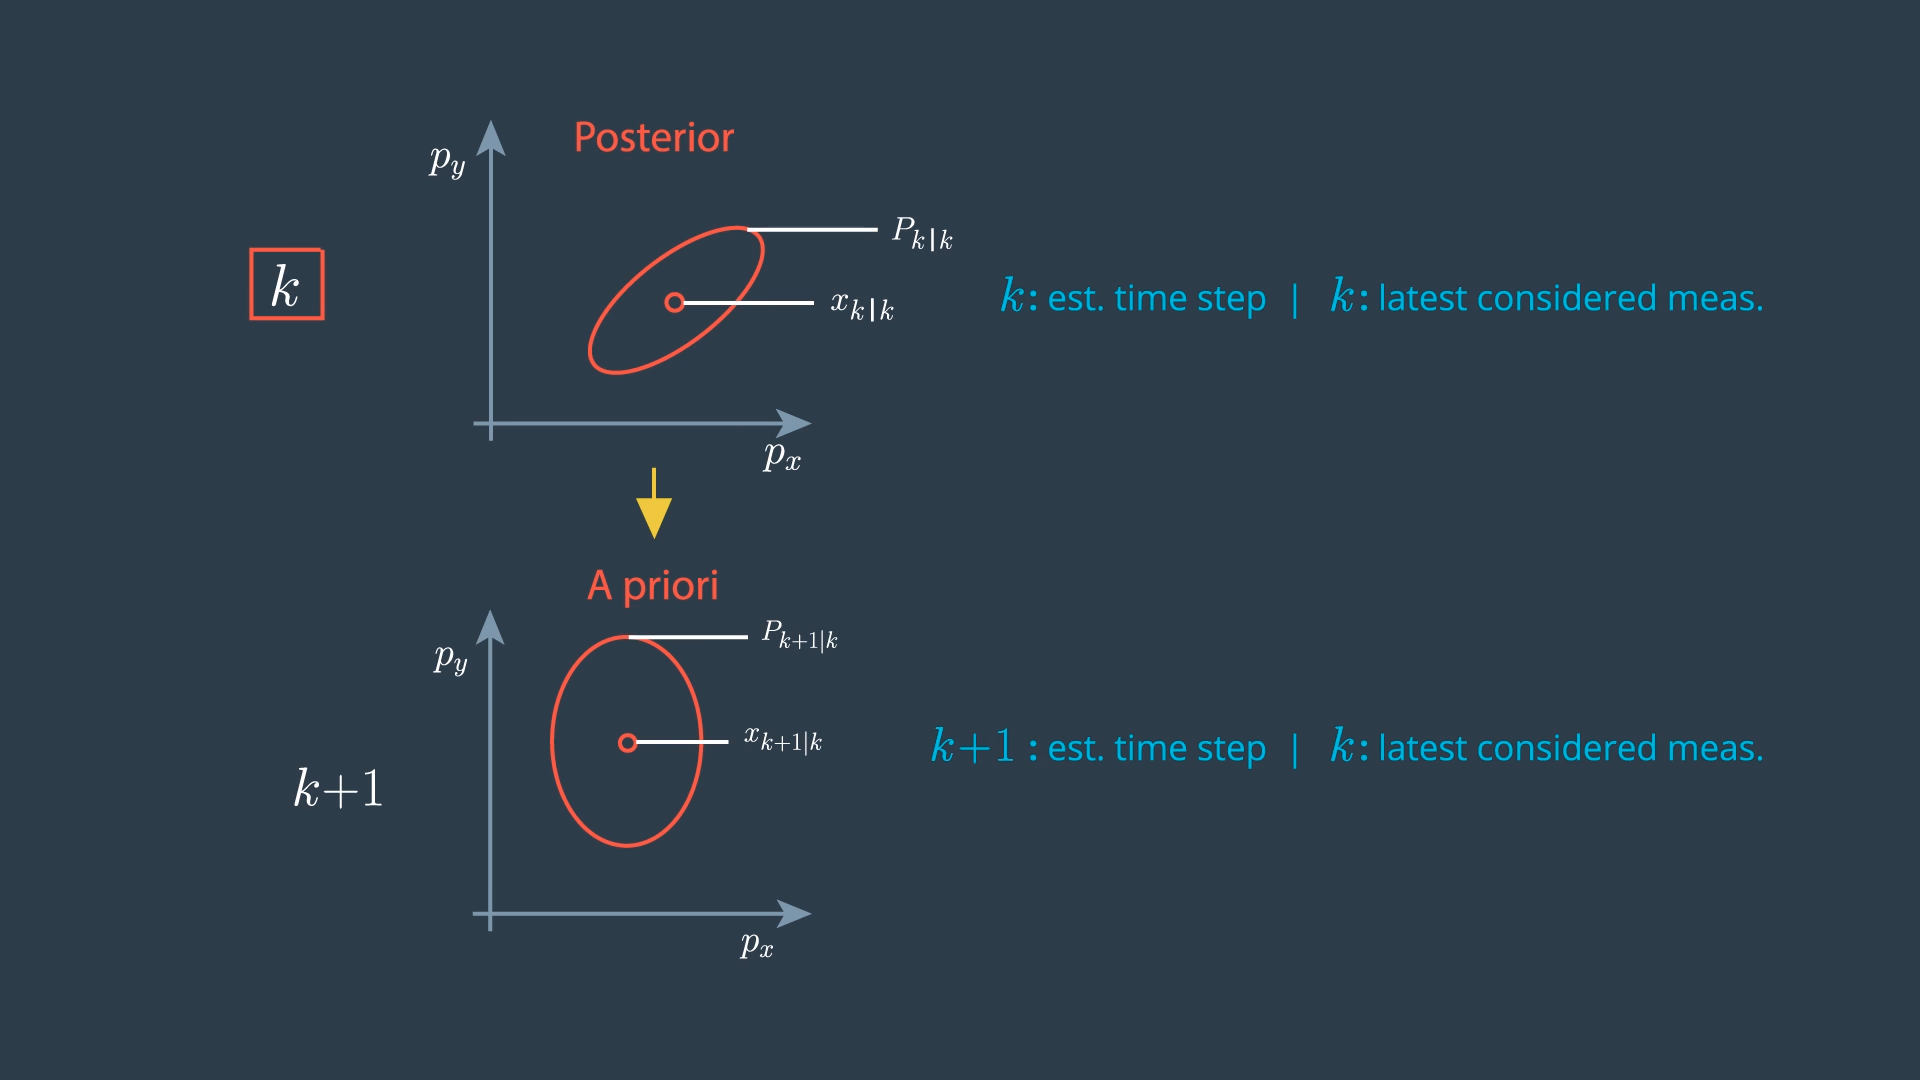 Posterior
p_y
P_{k|k}
k
x_{k|k}
k: est. time step | k: latest considered meas.
p_x
A priori
P_{k+1|k}
p_y
x_{k+1|k}
k+1 : est. time step | k: latest considered meas.
k+1
p_x